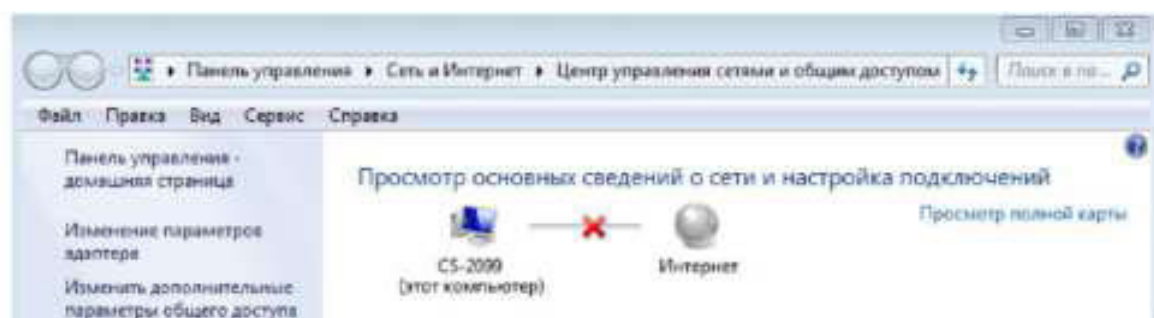 Панель управления ▸ Сеть и Интернет ▸ Центр управления сетями и общим доступом
Файл Правка Вид Сервис Справка
Панель управления -
домашняя страница
Изменение параметров
адаптера
Изменить дополнительные
параметры общего доступа
Просмотр основных сведений о сети и настройка подключений
Просмотр полной карты
CS-2099
(этот компьютер)
Интернет